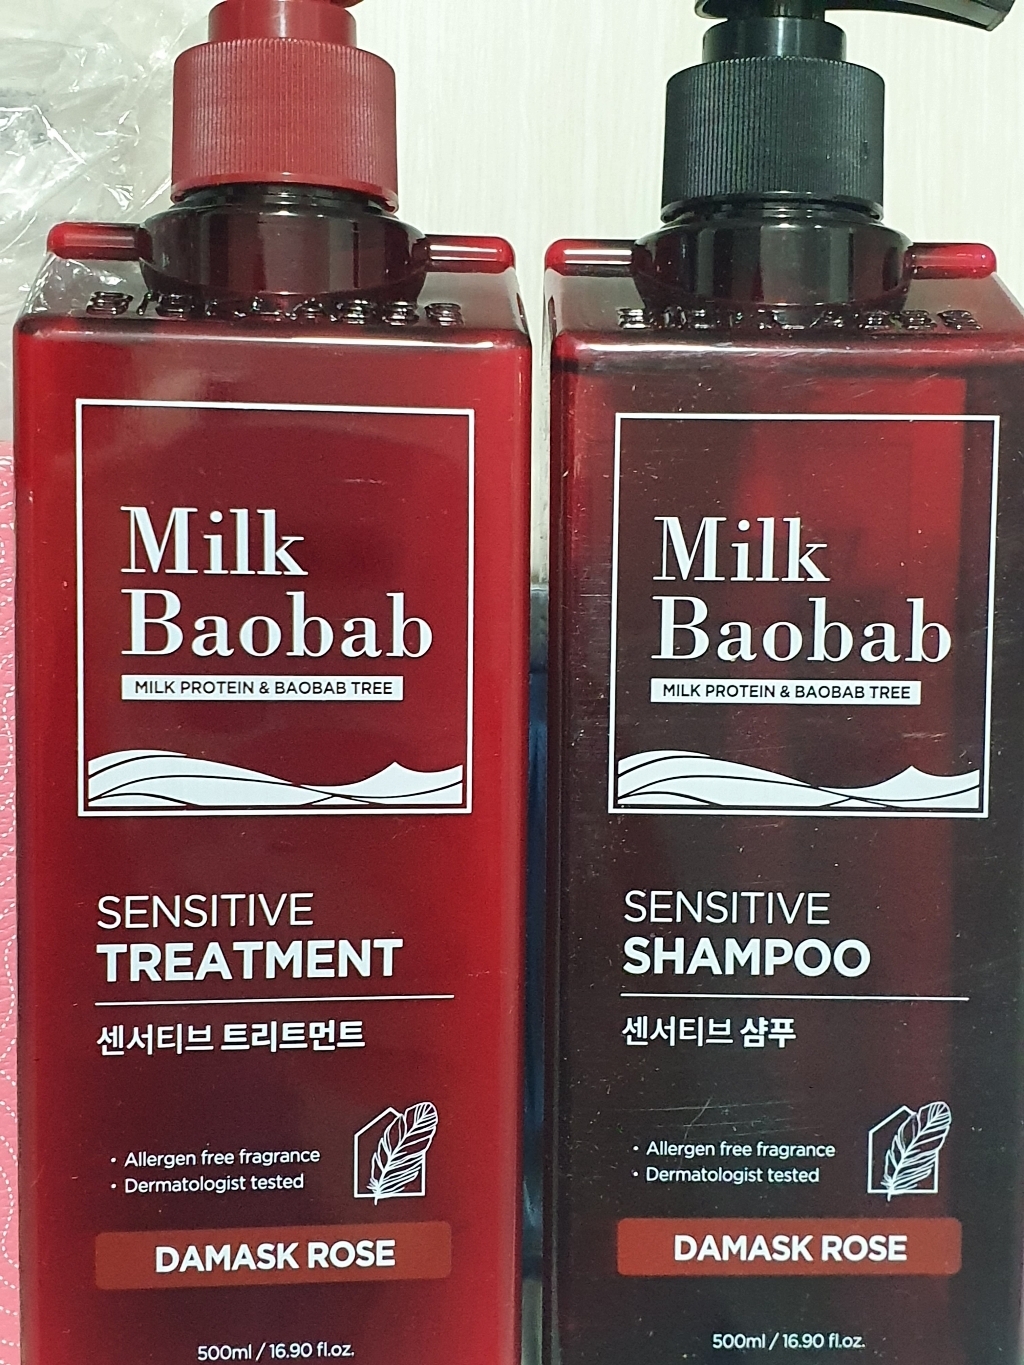 Milk
Baobab
MILK PROTEIN & BAOBAB TREE
SENSITIVE
TREATMENT
센서티브 트리트먼트
• Allergen free fragrance
• Dermatologist tested
DAMASK ROSE
500ml / 16.90 fl.oz.
Milk
Baobab
MILK PROTEIN & BAOBAB TREE
SENSITIVE
SHAMPOO
센서티브 샴푸
• Allergen free fragrance
• Dermatologist tested
DAMASK ROSE
500ml / 16.90 fl.oz.